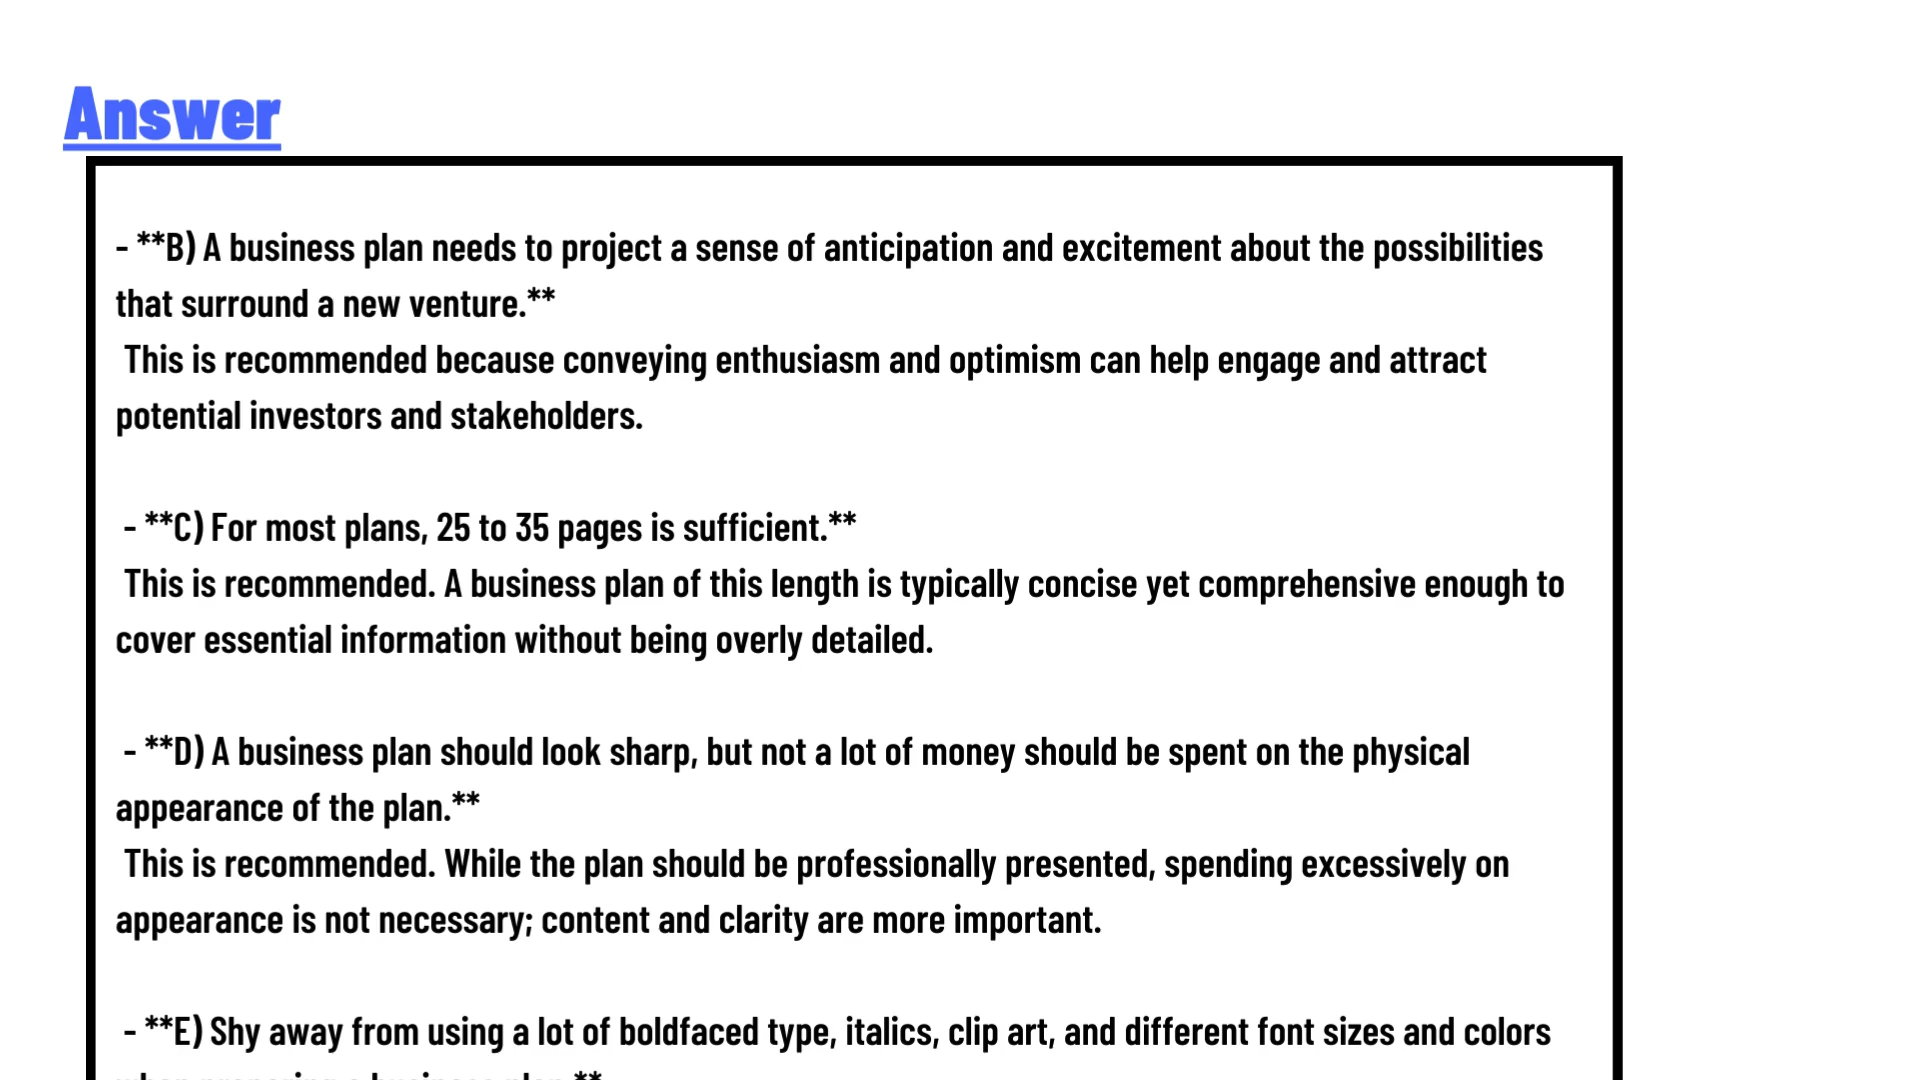 Answer
- **B) A business plan needs to project a sense of anticipation and excitement about the possibilities
that surround a new venture.**
This is recommended because conveying enthusiasm and optimism can help engage and attract
potential investors and stakeholders.
- **C) For most plans, 25 to 35 pages is sufficient.**
This is recommended. A business plan of this length is typically concise yet comprehensive enough to
cover essential information without being overly detailed.
- **D) A business plan should look sharp, but not a lot of money should be spent on the physical
appearance of the plan.**
This is recommended. While the plan should be professionally presented, spending excessively on
appearance is not necessary; content and clarity are more important.
- **E) Shy away from using a lot of boldfaced type, italics, clip art, and different font sizes and colors
when preparing a business plan.**